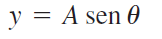 y = A sen θ